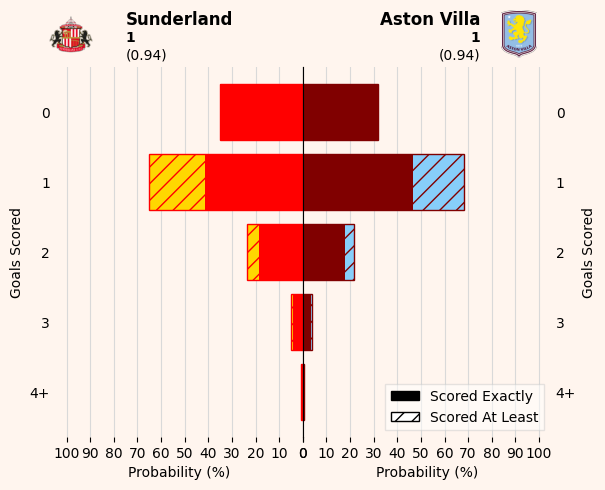 Sunderland
1
(0.94)
Aston Villa
1
(0.94)
Goals Scored
0
1
2
3
4+
0
1
2
3
4+
Goals Scored
Scored Exactly
Scored At Least
100 90 80 70 60 50 40 30 20 10 0
0 10 20 30 40 50 60 70 80 90 100
Probability (%)
Probability (%)